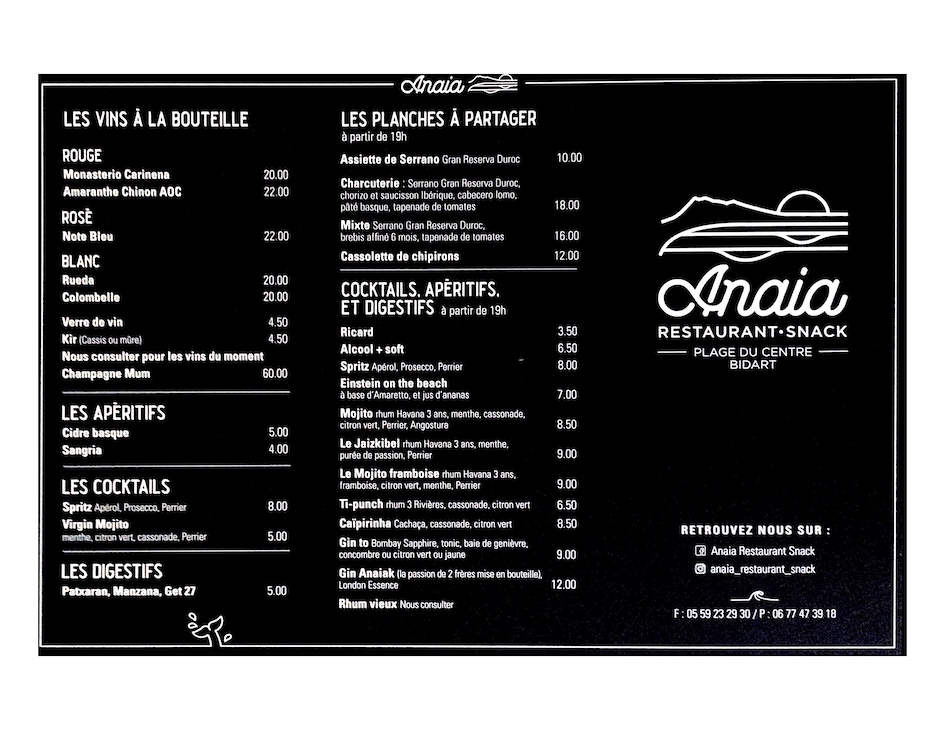 Anaia
LES VINS À LA BOUTEILLE
ROUGE
Monasterio Carinena 20.00
Amaranthe Chinon AOC 22.00
ROSÈ
Note Bleu 22.00
BLANC
Rueda 20.00
Colombelle 20.00
Verre de vin 4.50
Kir (Cassis ou mûre) 4.50
Nous consulter pour les vins du moment
Champagne Mum 60.00
LES APÈRITIFS
Cidre basque 5.00
Sangria 4.00
LES COCKTAILS
Spritz Apérol, Prosecco, Perrier 8.00
Virgin Mojito
menthe, citron vert, cassonade, Perrier 5.00
LES DIGESTIFS
Patxaran, Manzana, Get 27 5.00
LES PLANCHES À PARTAGER
à partir de 19h
Assiette de Serrano Gran Reserva Duroc 10.00
Charcuterie : Serrano Gran Reserva Duroc,
chorizo et saucisson Ibérique, cabecero lomo,
pâté basque, tapenade de tomates 18.00
Mixte Serrano Gran Reserva Duroc,
brebis affiné 6 mois, tapenade de tomates 16.00
Cassolette de chipirons 12.00
COCKTAILS, APÈRITIFS,
ET DIGESTIFS à partir de 19h
Ricard 3.50
Alcool + soft 6.50
Spritz Apérol, Prosecco, Perrier 8.00
Einstein on the beach
à base d'Amaretto, et jus d'ananas 7.00
Mojito rhum Havana 3 ans, menthe, cassonade,
citron vert, Perrier, Angostura 8.50
Le Jaizkibel rhum Havana 3 ans, menthe,
purée de passion, Perrier 9.00
Le Mojito framboise rhum Havana 3 ans,
framboise, citron vert, menthe, Perrier 9.00
Ti-punch rhum 3 Rivières, cassonade, citron vert 6.50
Caïpirinha Cachaça, cassonade, citron vert 8.50
Gin to Bombay Sapphire, tonic, baie de genièvre,
concombre ou citron vert ou jaune 9.00
Gin Anaiak (la passion de 2 frères mise en bouteille),
London Essence 12.00
Rhum vieux Nous consulter
Anaia
RESTAURANT·SNACK
PLAGE DU CENTRE
BIDART
RETROUVEZ NOUS SUR :
Anaia Restaurant Snack
anaia_restaurant_snack
F : 05 59 23 29 30 / P : 06 77 47 39 18